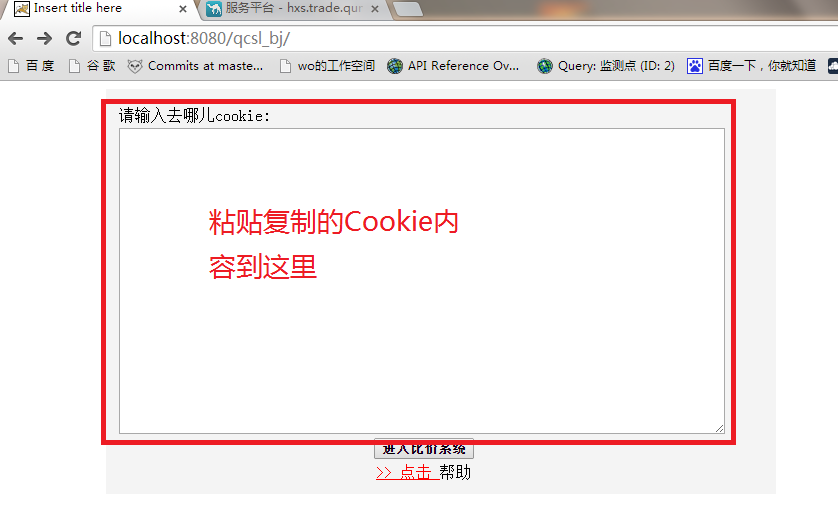 Insert title here
服务平台 - hxs.trade.qur
localhost:8080/qcsl_bj/
百 度
谷 歌
Commits at maste...
wo的工作空间
API Reference Ov...
Query: 监测点 (ID: 2)
百度一下，你就知道
请输入去哪儿cookie:
粘贴复制的Cookie内
容到这里
进入比价系统
>> 点击 帮助